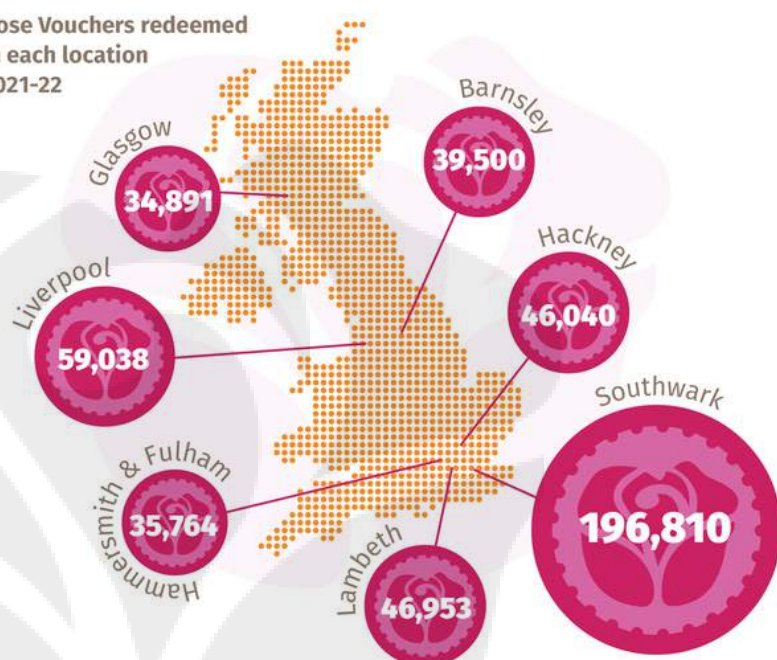 ose Vouchers redeemed
each location
021-22
Barnsley
39,500
Glasgow
34,891
Hackney
46,040
Liverpool
59,038
Southwark
196,810
Hammersmith & Fulham
35,764
Lambeth
46,953